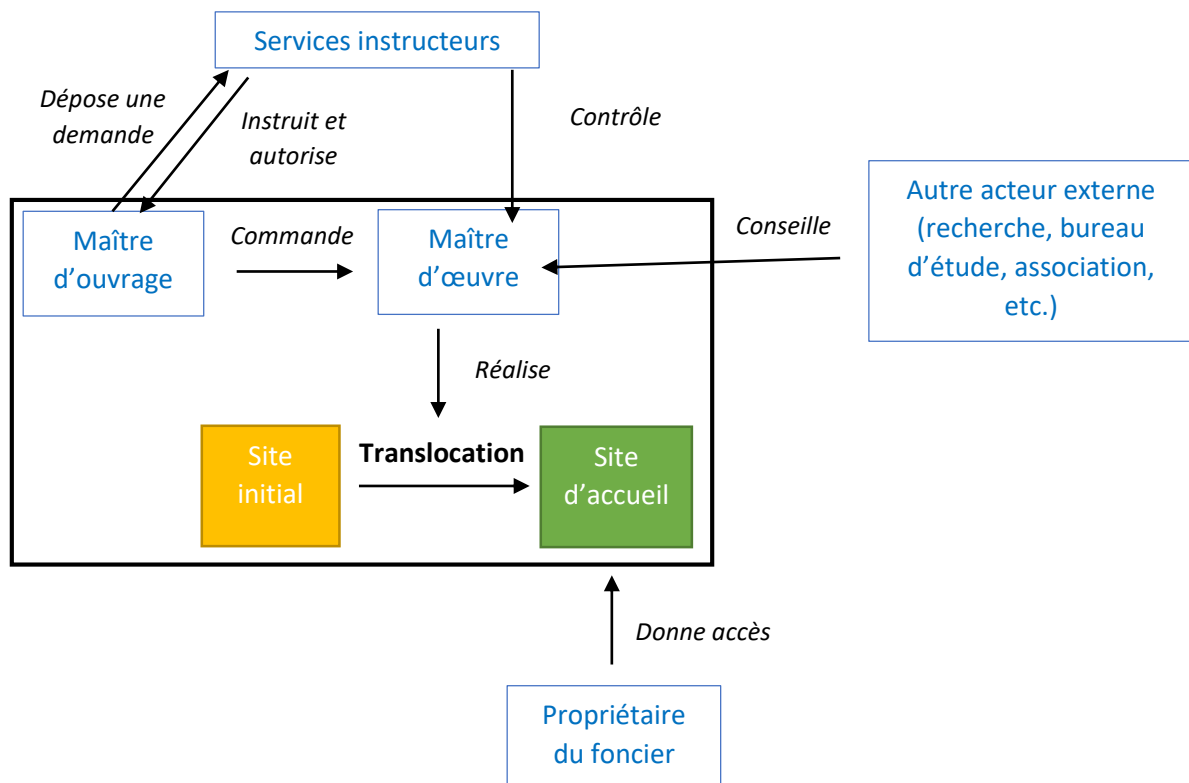 Services instructeurs
Dépose une
demande
Instruit et
autorise
Contrôle
Autre acteur externe
(recherche, bureau
d’étude, association,
etc.)
Maître
d’ouvrage
Commande
Maître
d’œuvre
Conseille
Réalise
Site
initial
Translocation
Site
d’accueil
Donne accès
Propriétaire
du foncier